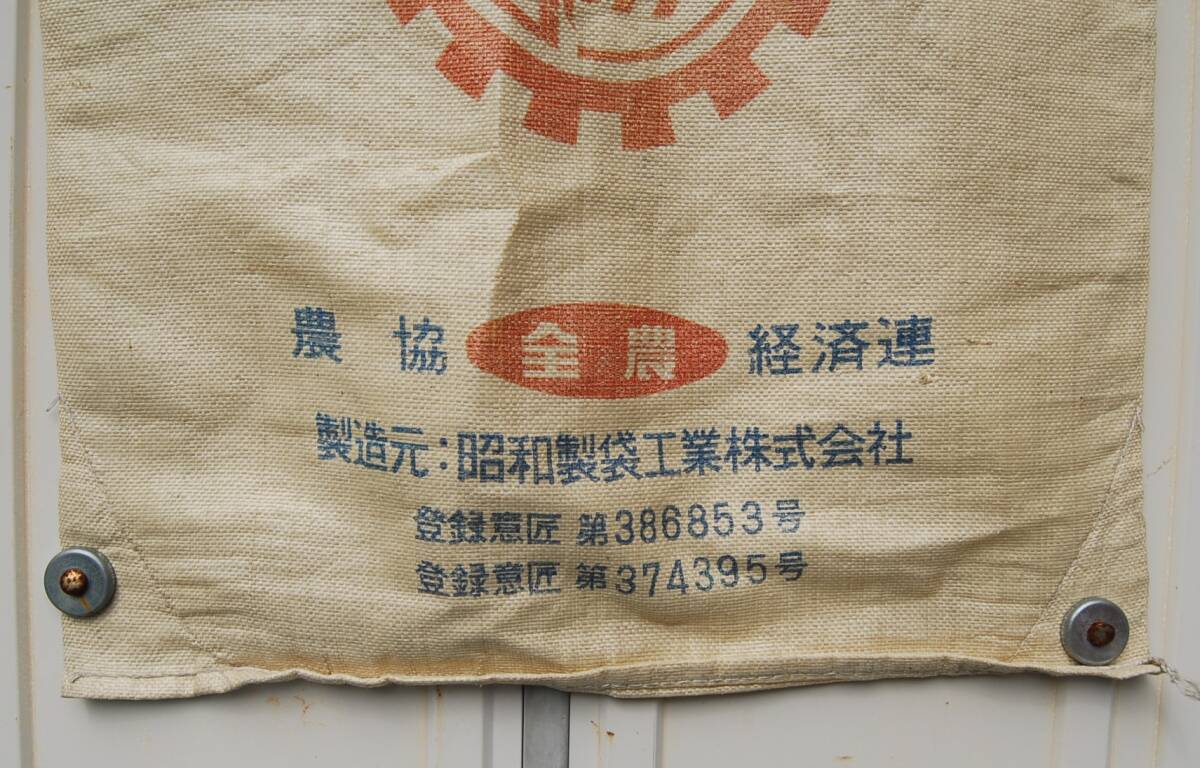 農協 全農 経済連
製造元：昭和製袋工業株式会社
登録意匠 第386853号
登録意匠 第374395号